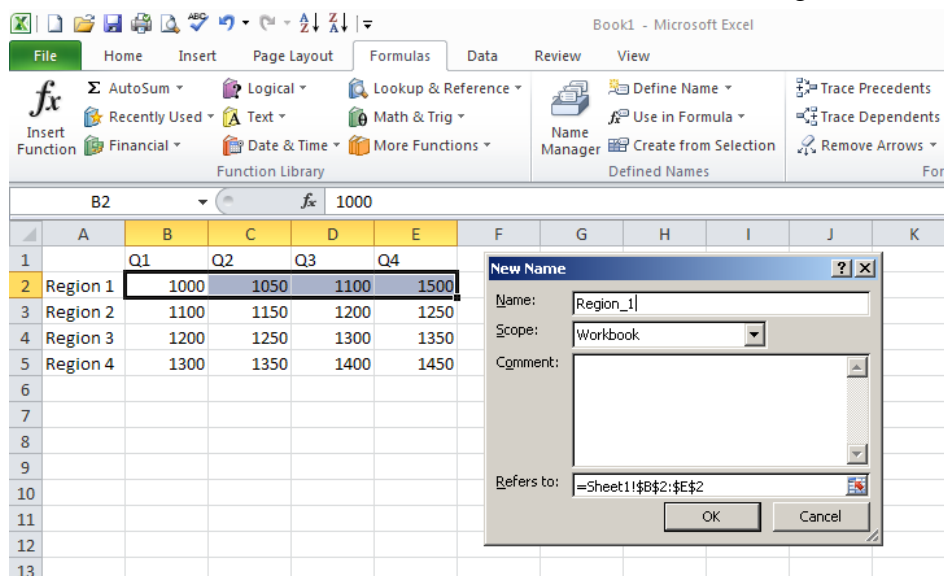 Book1 - Microsoft Excel
File Home Insert Page Layout Formulas Data Review View
fx Insert Function
Σ AutoSum Logical Lookup & Reference
Recently Used Text Math & Trig
Financial Date & Time More Functions
Function Library
Name Manager
Define Name
Use in Formula
Create from Selection
Defined Names
Trace Precedents
Trace Dependents
Remove Arrows
For
B2 fx 1000
A B C D E F G H I J K
1 Q1 Q2 Q3 Q4
2 Region 1 1000 1050 1100 1500
3 Region 2 1100 1150 1200 1250
4 Region 3 1200 1250 1300 1350
5 Region 4 1300 1350 1400 1450
6
7
8
9
10
11
12
13
New Name
Name: Region_1
Scope: Workbook
Comment:
Refers to: =Sheet1!$B$2:$E$2
OK Cancel